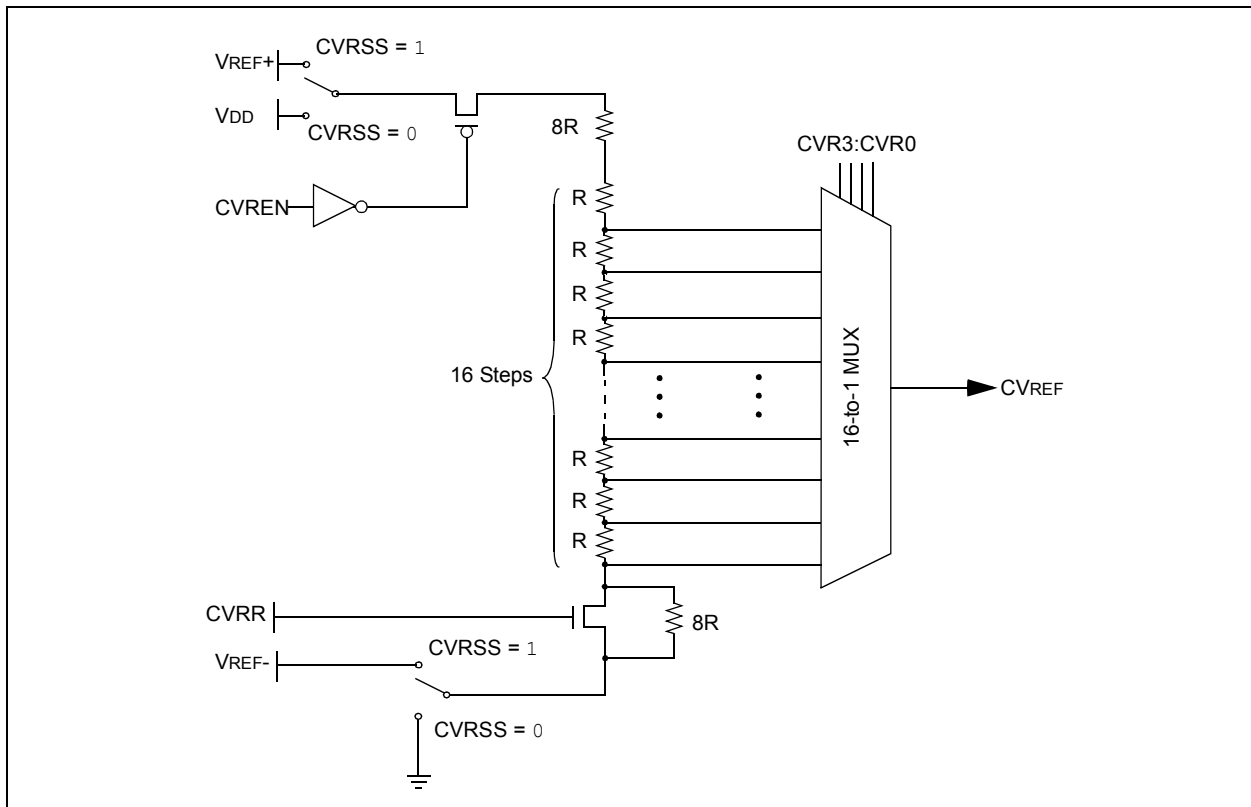 CVRSS = 1
VREF+
VDD
CVRSS = 0
8R
CVR3:CVR0
CVREN
R
R
R
R
16 Steps
16-to-1 MUX
CVREF
R
R
R
CVRR
8R
CVRSS = 1
VREF-
CVRSS = 0